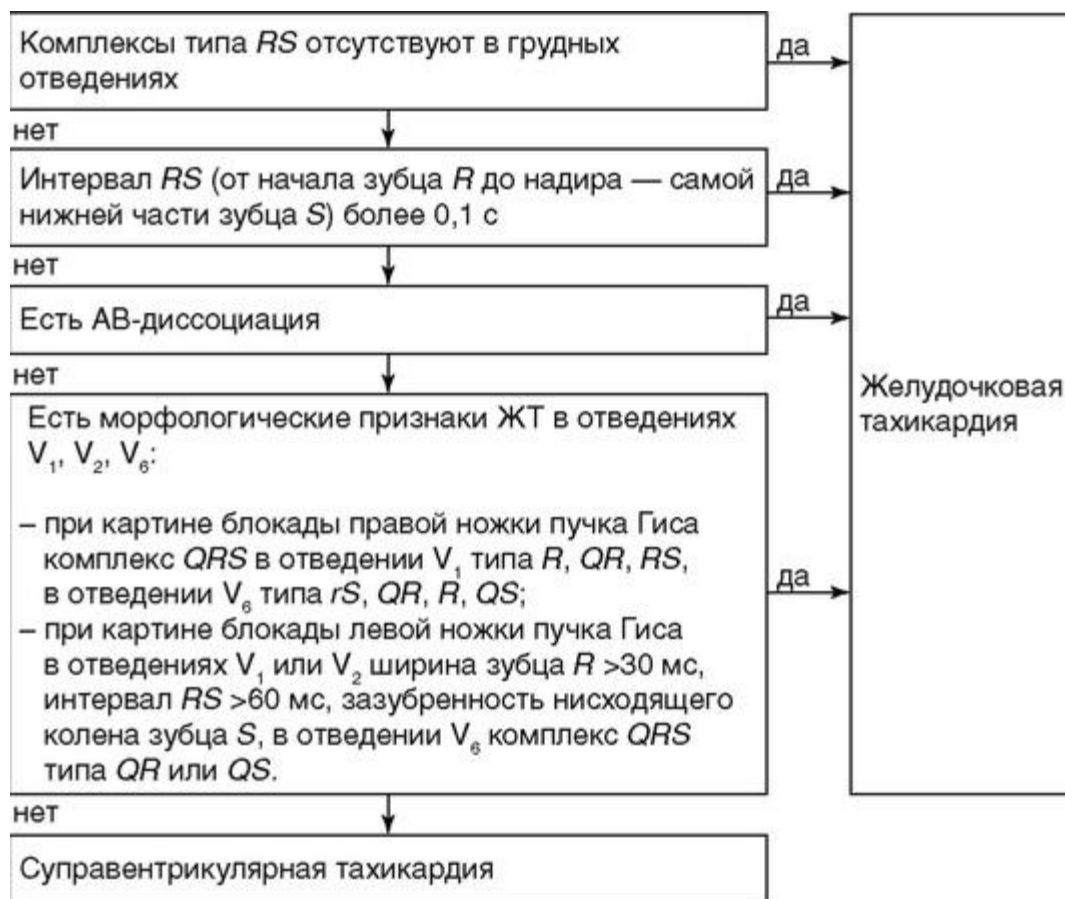 Комплексы типа RS отсутствуют в грудных
отведениях
да
нет
Интервал RS (от начала зубца R до надира — самой
нижней части зубца S) более 0,1 с
да
нет
Есть АВ-диссоциация
да
нет
Есть морфологические признаки ЖТ в отведениях
V₁, V₂, V₆:
– при картине блокады правой ножки пучка Гиса
комплекс QRS в отведении V₁ типа R, QR, RS,
в отведении V₆ типа rS, QR, R, QS;
– при картине блокады левой ножки пучка Гиса
в отведениях V₁ или V₂ ширина зубца R >30 мс,
интервал RS >60 мс, зазубренность нисходящего
колена зубца S, в отведении V₆ комплекс QRS
типа QR или QS.
да
нет
Суправентрикулярная тахикардия
Желудочковая
тахикардия